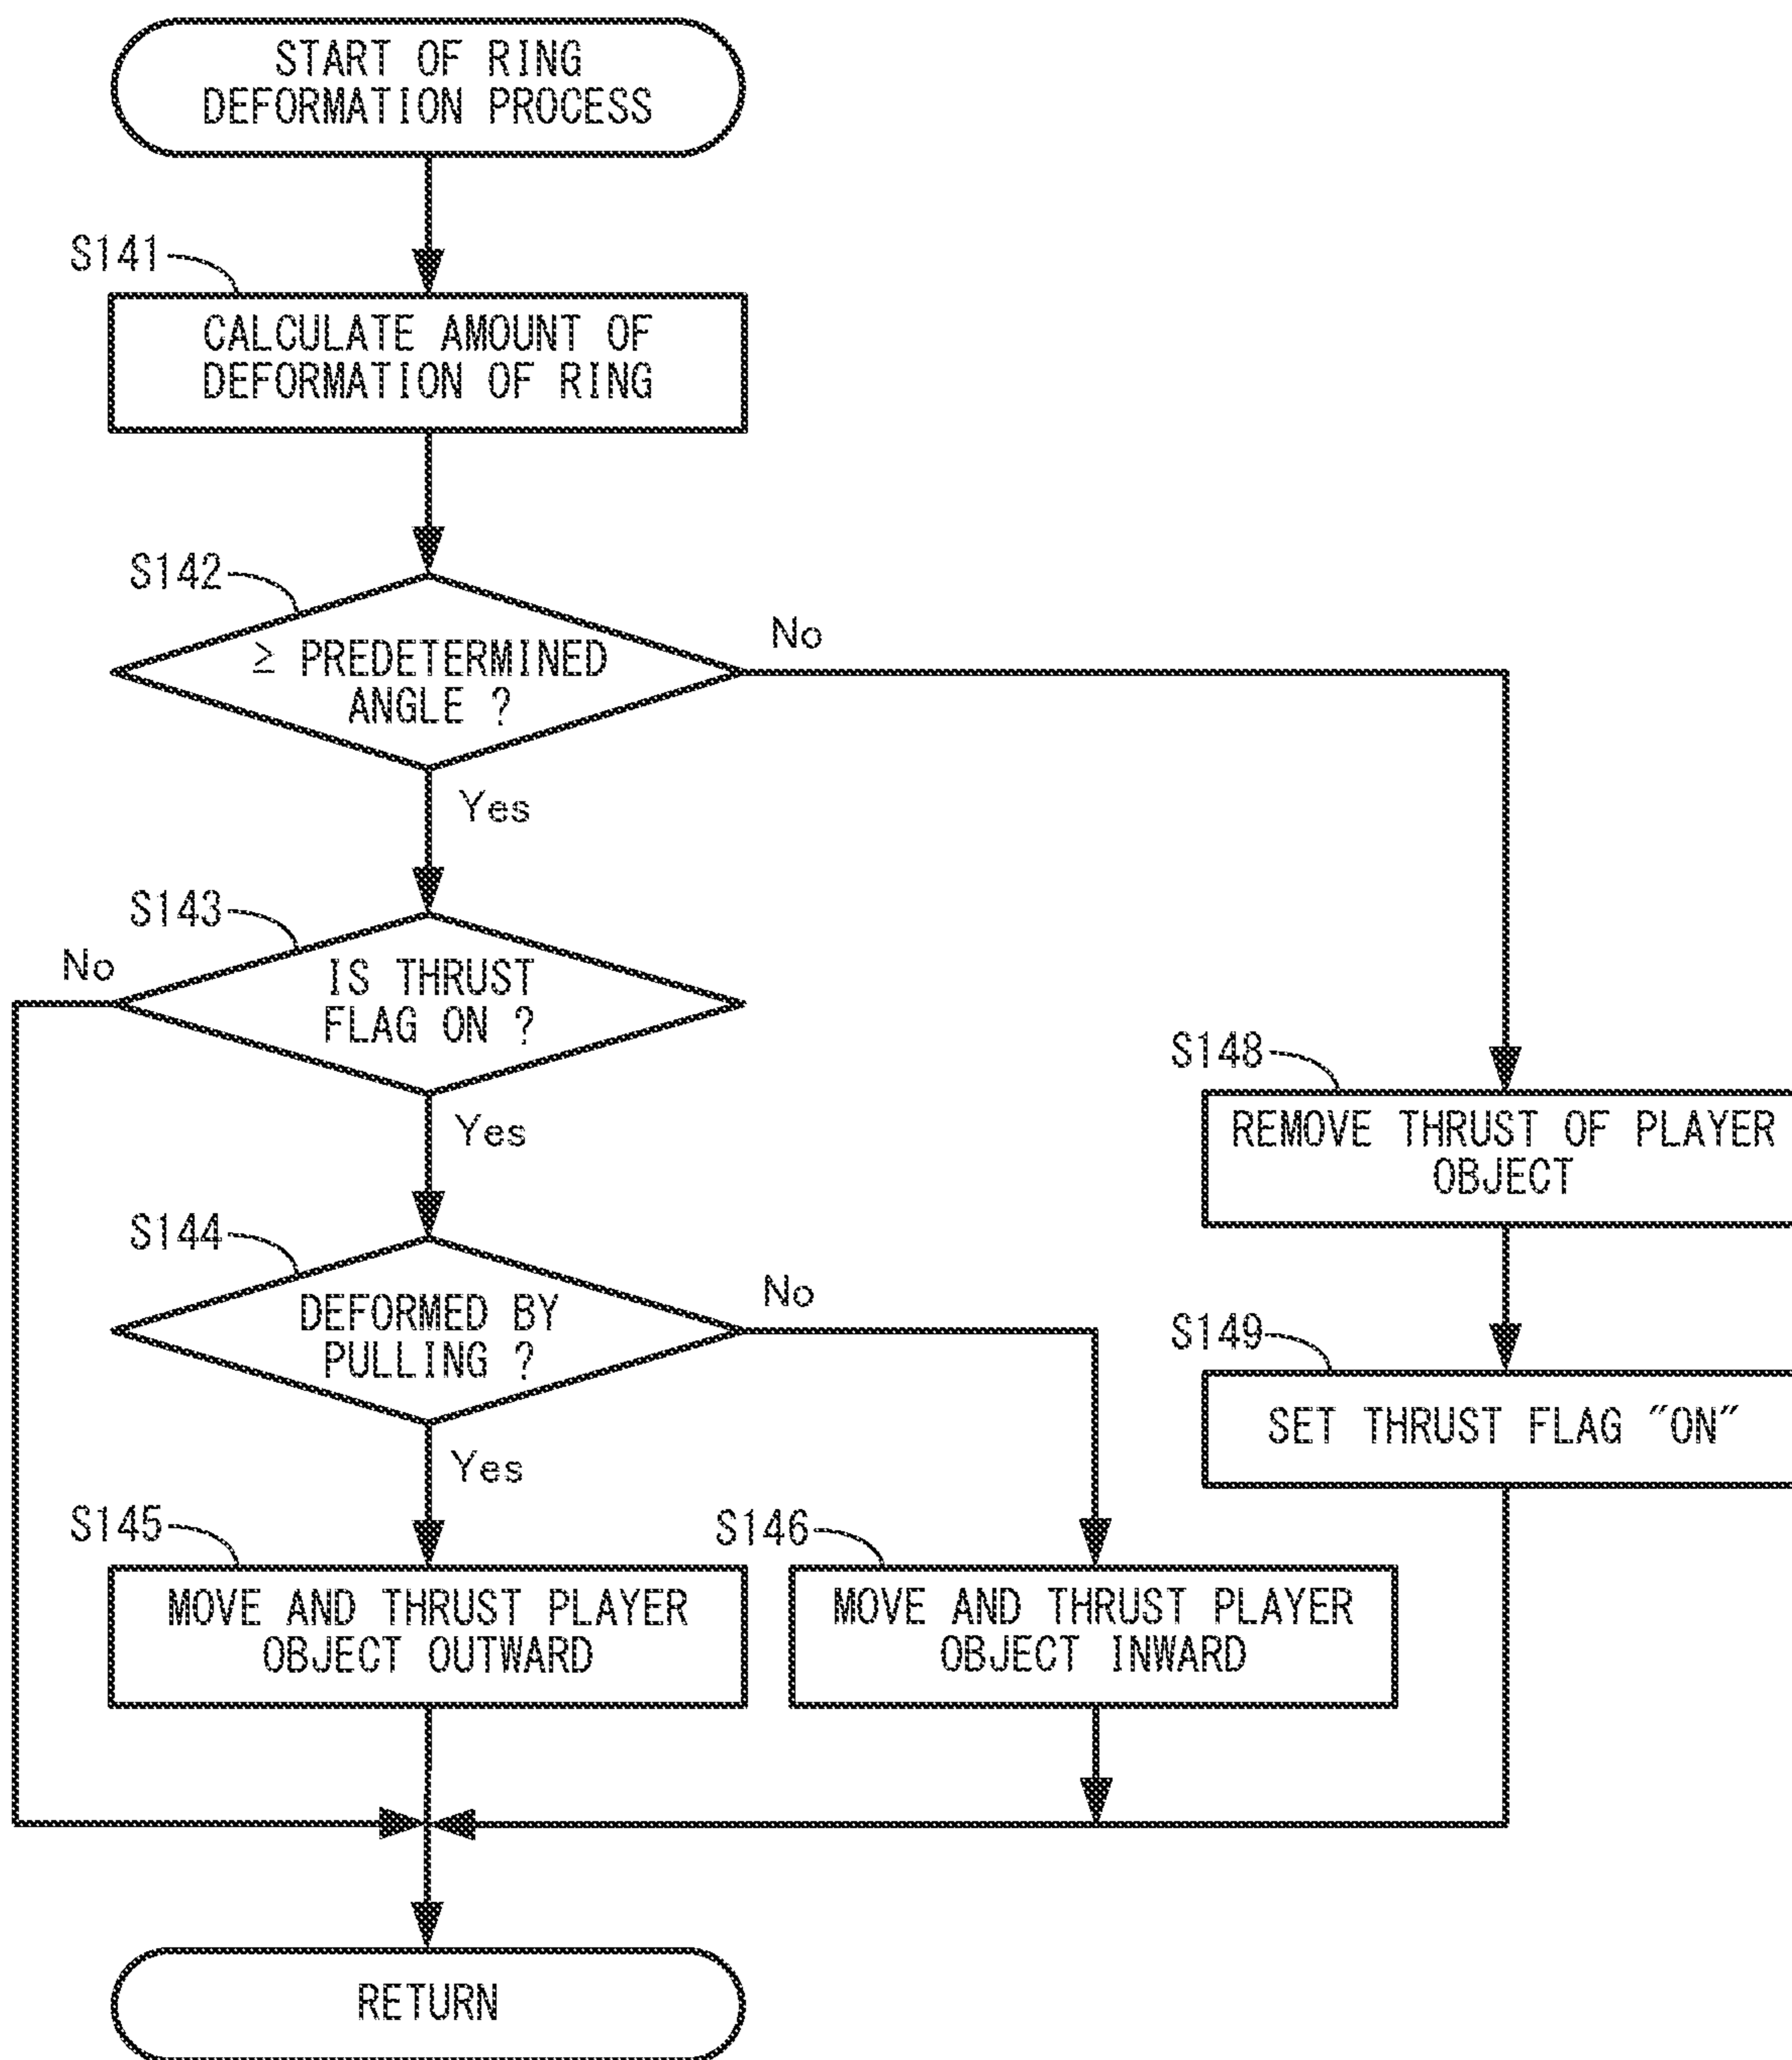 START OF RING
DEFORMATION PROCESS
S141
CALCULATE AMOUNT OF
DEFORMATION OF RING
S142
≥ PREDETERMINED
ANGLE ?
No
Yes
S143
No
IS THRUST
FLAG ON ?
Yes
S148
REMOVE THRUST OF PLAYER
OBJECT
S144
DEFORMED BY
PULLING ?
No
Yes
S149
SET THRUST FLAG "ON"
S145
MOVE AND THRUST PLAYER
OBJECT OUTWARD
S146
MOVE AND THRUST PLAYER
OBJECT INWARD
RETURN